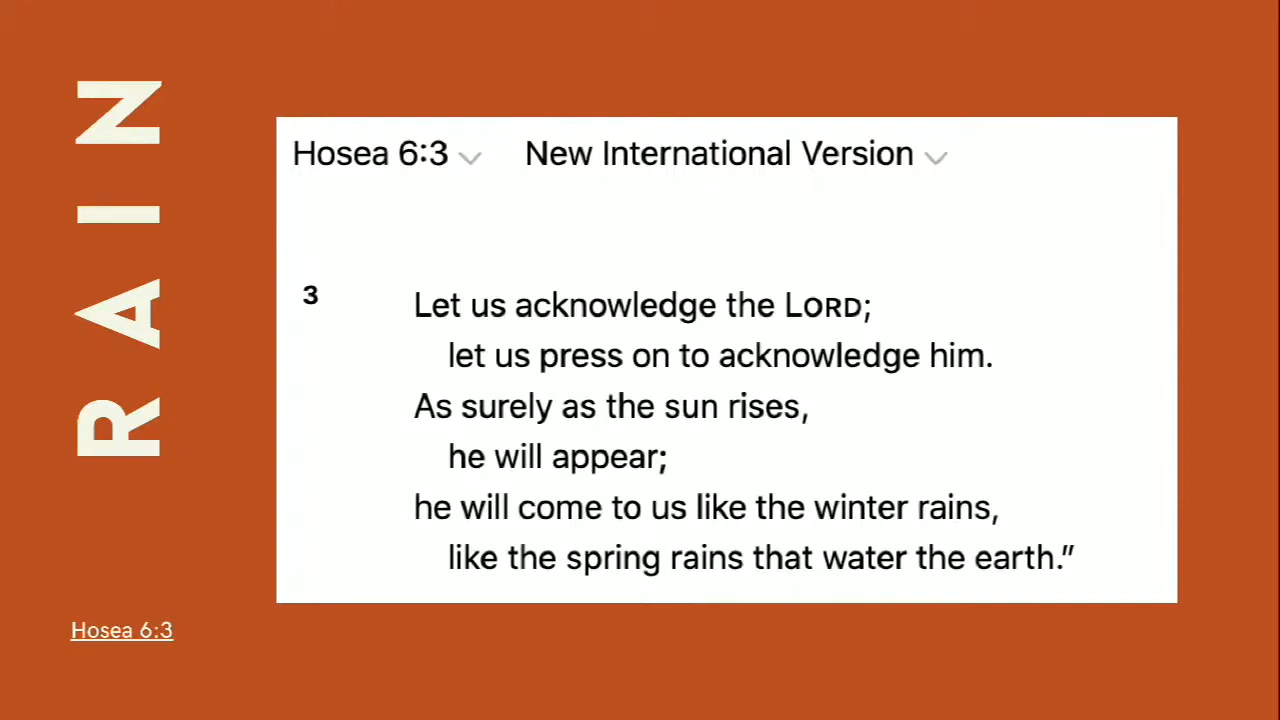 RAIN
Hosea 6:3 New International Version
3 Let us acknowledge the LORD;
let us press on to acknowledge him.
As surely as the sun rises,
he will appear;
he will come to us like the winter rains,
like the spring rains that water the earth.”
Hosea 6:3